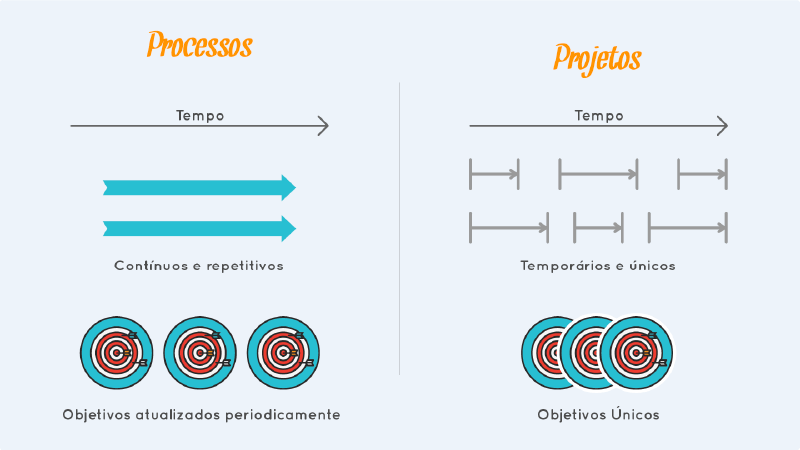 Processos
Tempo
Contínuos e repetitivos
Objetivos atualizados periodicamente
Projetos
Tempo
Temporários e únicos
Objetivos Únicos